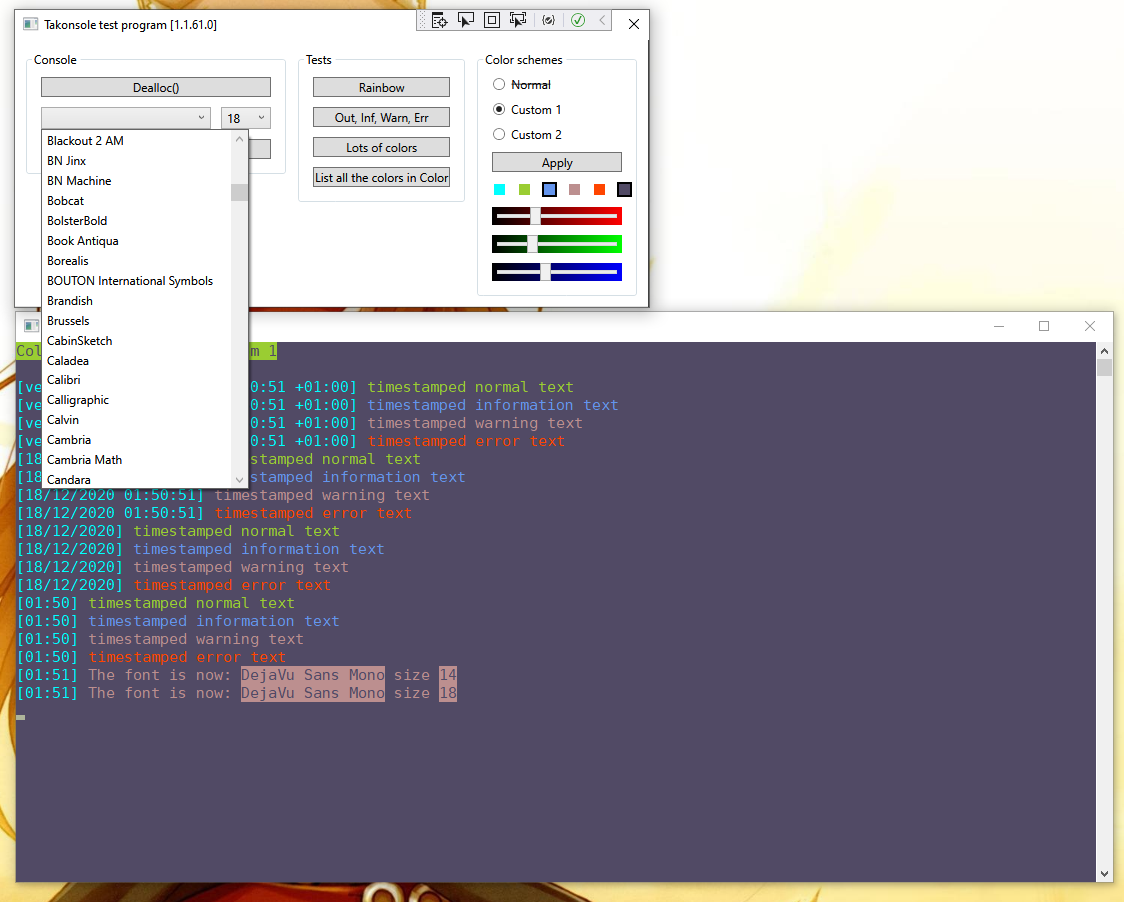 Takonsole test program [1.1.61.0]
Console
Dealloc()
18
Blackout 2 AM
BN Jinx
BN Machine
Bobcat
BolsterBold
Book Antiqua
Borealis
BOUTON International Symbols
Brandish
Brussels
CabinSketch
Caladea
Calibri
Calligraphic
Calvin
Cambria
Cambria Math
Candara
Tests
Rainbow
Out, Inf, Warn, Err
Lots of colors
List all the colors in Color
Color schemes
Normal
Custom 1
Custom 2
Apply
Col m 1
[ve 0:51 +01:00] timestamped normal text
[ve 0:51 +01:00] timestamped information text
[ve 0:51 +01:00] timestamped warning text
[ve 0:51 +01:00] timestamped error text
[18 stamped normal text
[18 stamped information text
[18/12/2020 01:50:51] timestamped warning text
[18/12/2020 01:50:51] timestamped error text
[18/12/2020] timestamped normal text
[18/12/2020] timestamped information text
[18/12/2020] timestamped warning text
[18/12/2020] timestamped error text
[01:50] timestamped normal text
[01:50] timestamped information text
[01:50] timestamped warning text
[01:50] timestamped error text
[01:51] The font is now: DejaVu Sans Mono size 14
[01:51] The font is now: DejaVu Sans Mono size 18